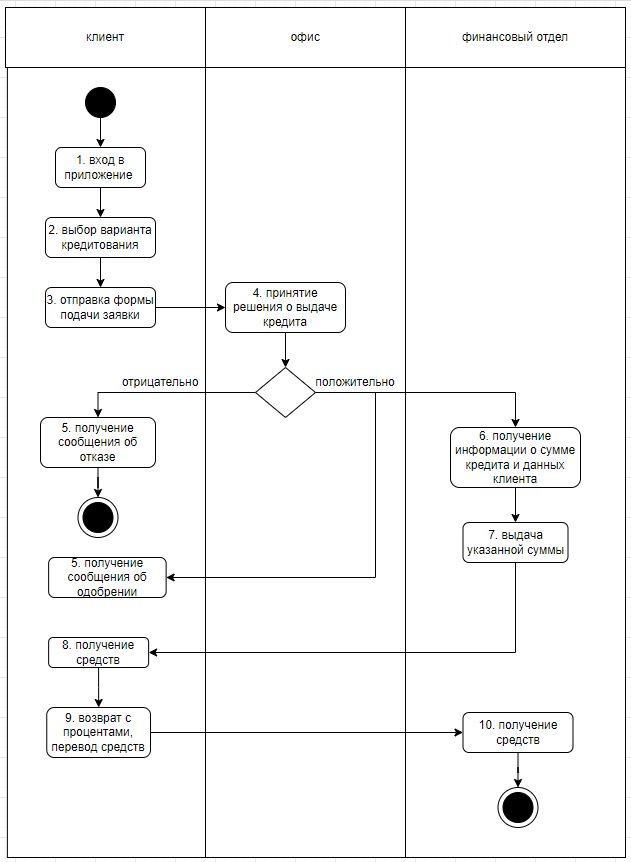 клиент
офис
финансовый отдел
1. вход в
приложение
2. выбор варианта
кредитования
3. отправка формы
подачи заявки
4. принятие
решения о выдаче
кредита
отрицательно
положительно
5. получение
сообщения об
отказе
6. получение
информации о сумме
кредита и данных
клиента
7. выдача
указанной суммы
5. получение
сообщения об
одобрении
8. получение
средств
9. возврат с
процентами,
перевод средств
10. получение
средств